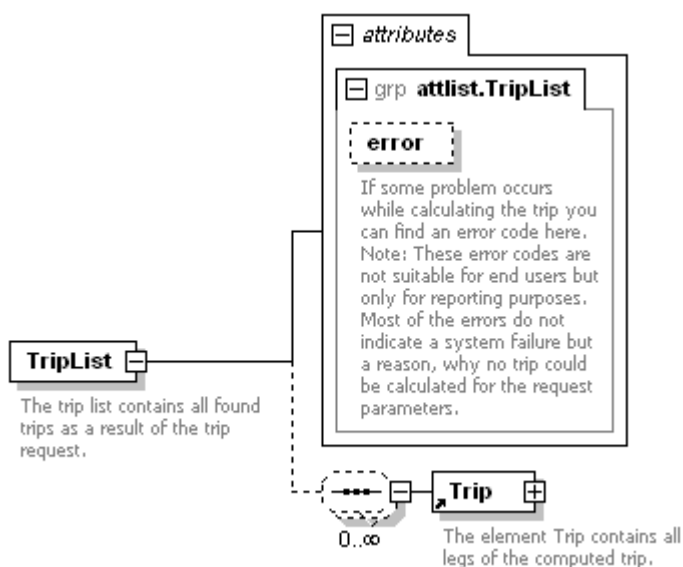 attributes
grp attlist.TripList
error
If some problem occurs
while calculating the trip you
can find an error code here.
Note: These error codes are
not suitable for end users but
only for reporting purposes.
Most of the errors do not
indicate a system failure but
a reason, why no trip could
be calculated for the request
parameters.
TripList
The trip list contains all found
trips as a result of the trip
request.
Trip
0..∞
The element Trip contains all
legs of the computed trip.